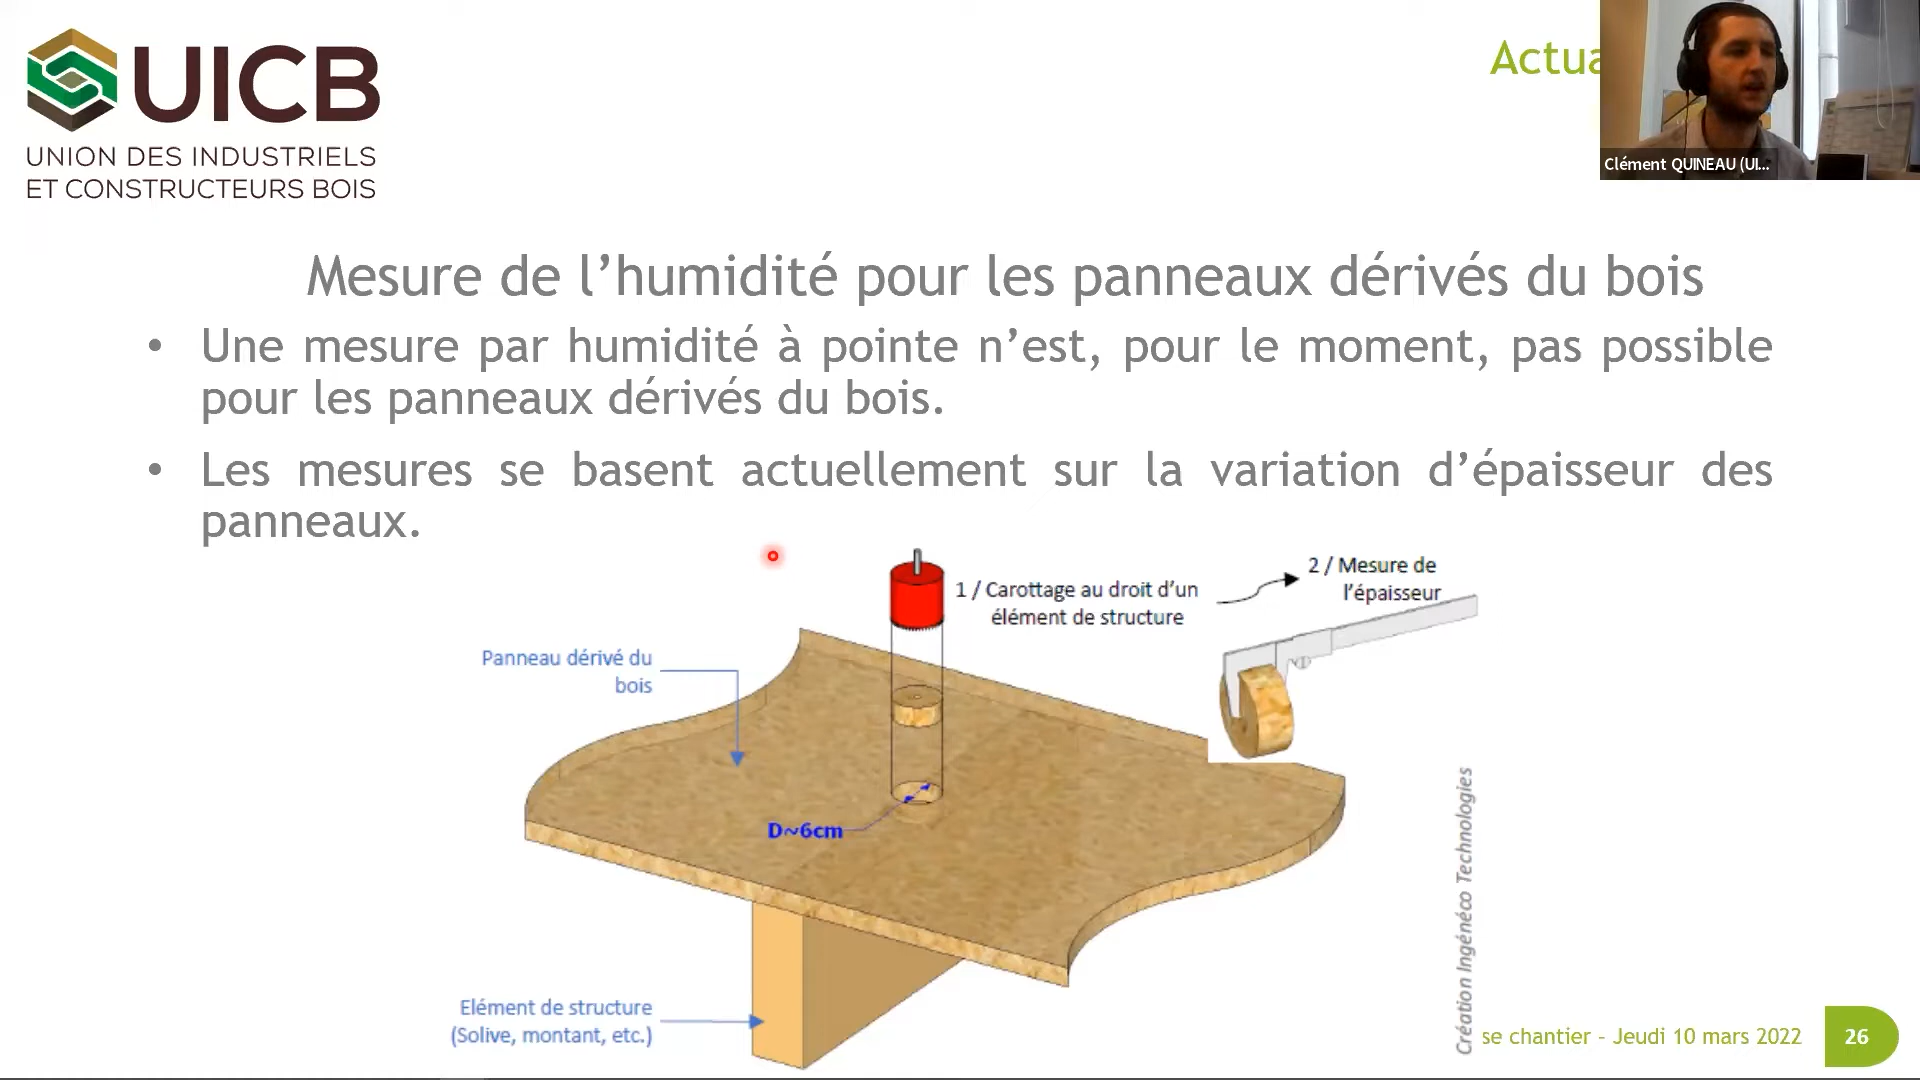 UICB
UNION DES INDUSTRIELS
ET CONSTRUCTEURS BOIS
Clément QUINEAU (UI...
Mesure de l’humidité pour les panneaux dérivés du bois
• Une mesure par humidité à pointe n’est, pour le moment, pas possible
pour les panneaux dérivés du bois.
• Les mesures se basent actuellement sur la variation d’épaisseur des
panneaux.
1 / Carottage au droit d’un
élément de structure
2 / Mesure de
l’épaisseur
Panneau dérivé du
bois
D~6cm
Elément de structure
(Solive, montant, etc.)
Création Ingénéco Technologies
se chantier – Jeudi 10 mars 2022
26